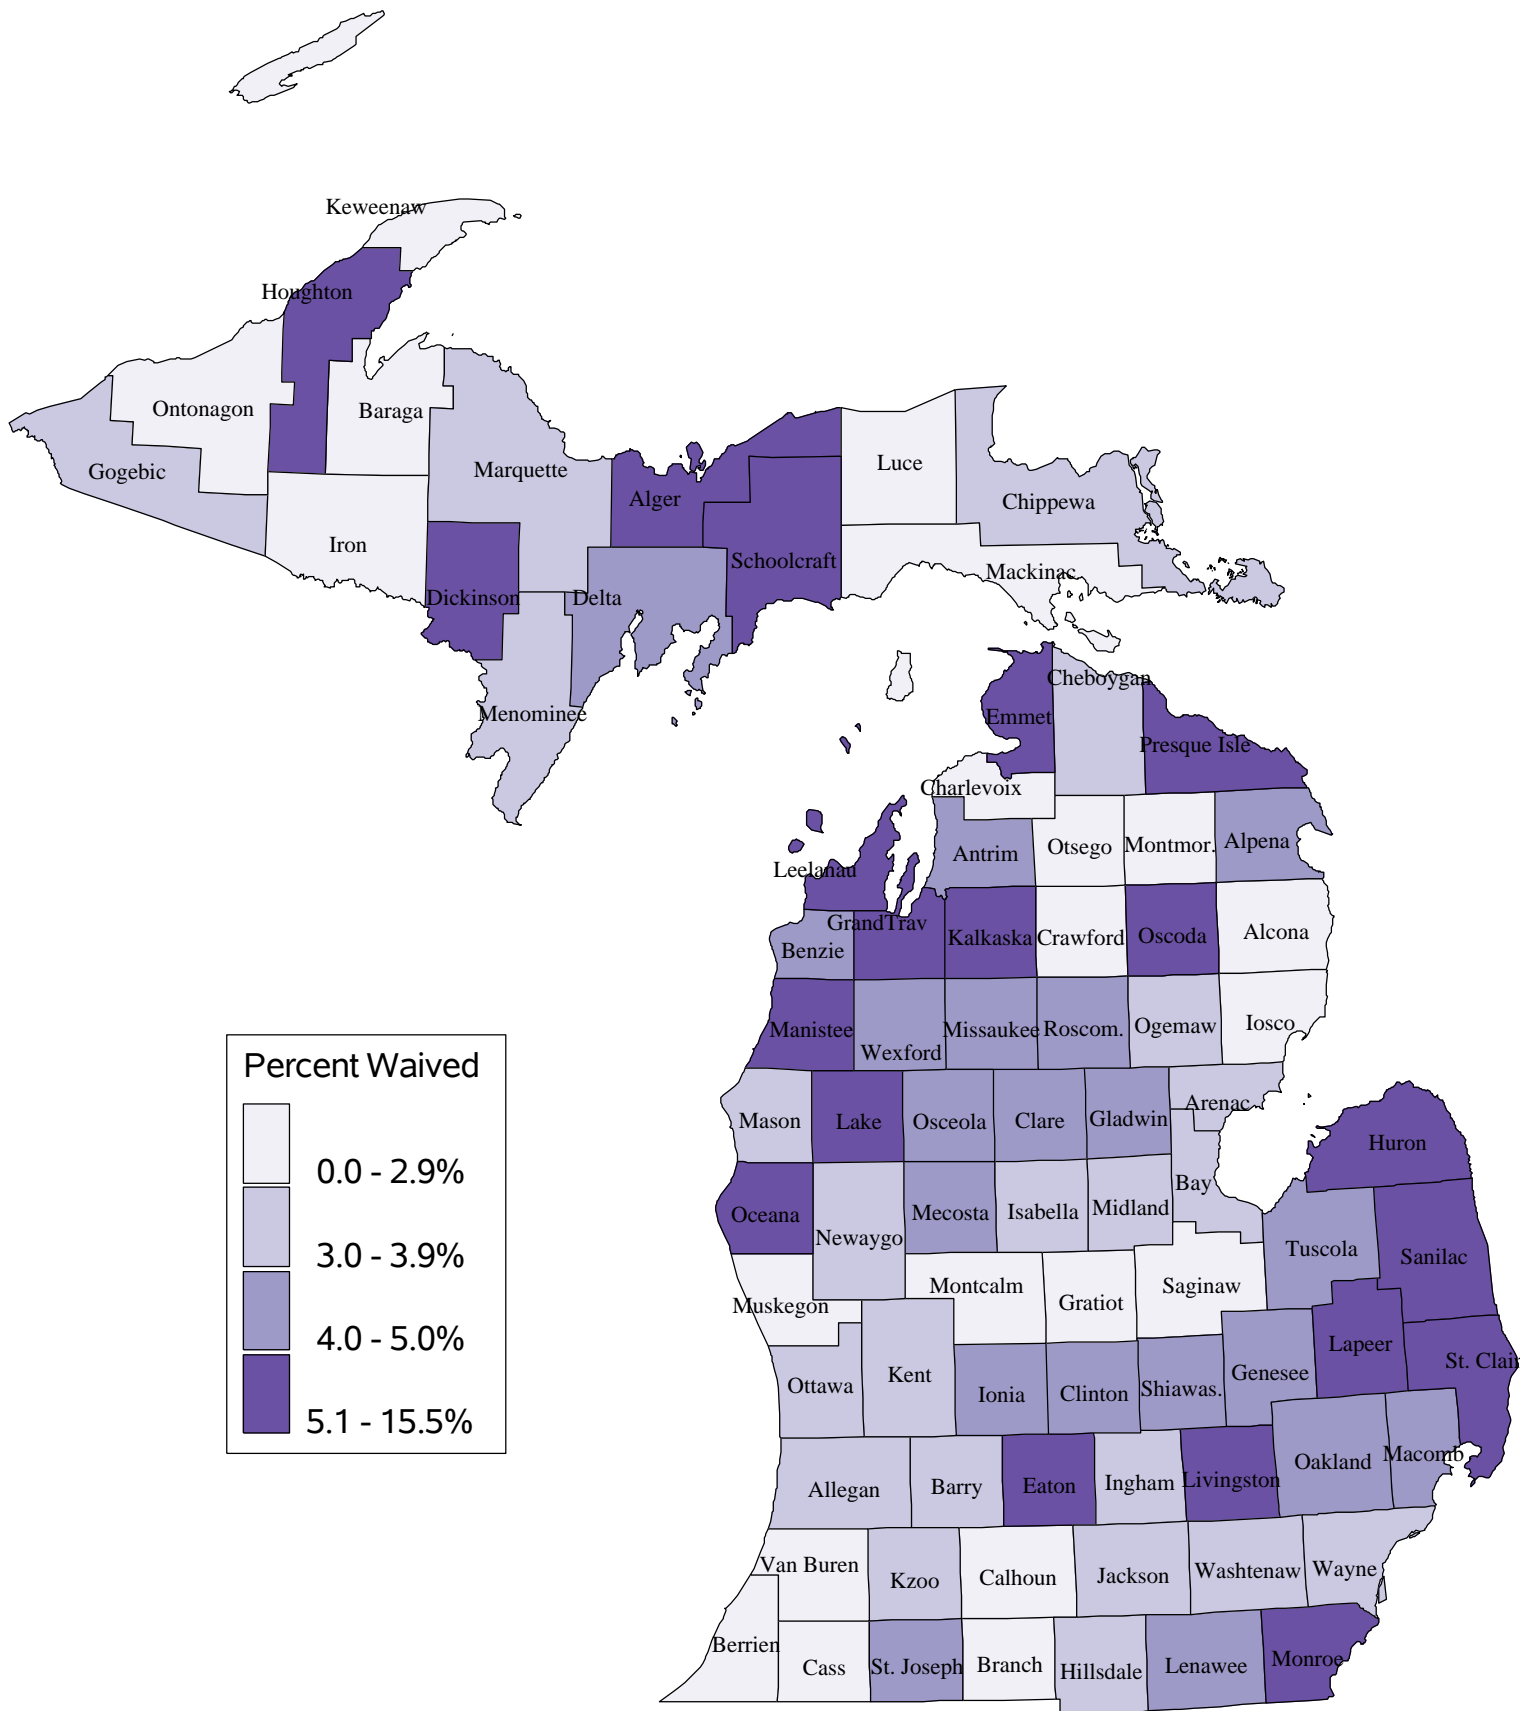 Keweenaw
Houghton
Ontonagon
Baraga
Gogebic
Marquette
Luce
Alger
Chippewa
Iron
Schoolcraft
Mackinac
Dickinson
Delta
Menominee
Cheboygan
Emmet
Presque Isle
Charlevoix
Antrim
Otsego
Montmor.
Alpena
Leelanau
GrandTrav
Benzie
Kalkaska
Crawford
Oscoda
Alcona
Manistee
Wexford
Missaukee
Roscom.
Ogemaw
Iosco
Mason
Lake
Osceola
Clare
Gladwin
Arenac
Huron
Oceana
Newaygo
Mecosta
Isabella
Midland
Bay
Tuscola
Sanilac
Muskegon
Montcalm
Gratiot
Saginaw
Lapeer
St. Clair
Ottawa
Kent
Ionia
Clinton
Shiawas.
Genesee
Allegan
Barry
Eaton
Ingham
Livingston
Oakland
Macomb
Van Buren
Kzoo
Calhoun
Jackson
Washtenaw
Wayne
Berrien
Cass
St. Joseph
Branch
Hillsdale
Lenawee
Monroe
Percent Waived
0.0 - 2.9%
3.0 - 3.9%
4.0 - 5.0%
5.1 - 15.5%